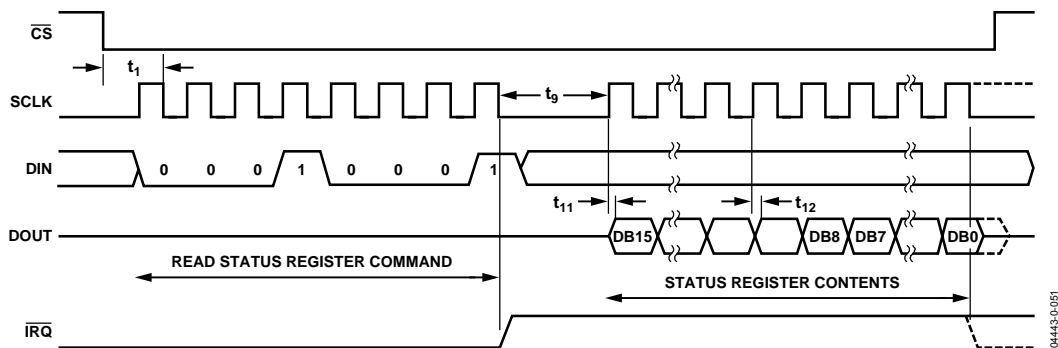 CS
t1
SCLK
t9
DIN
0 0 0 1 0 0 0 1
t11
t12
DOUT
DB15 DB8 DB7 DB0
READ STATUS REGISTER COMMAND
STATUS REGISTER CONTENTS
IRQ
04443-0-051